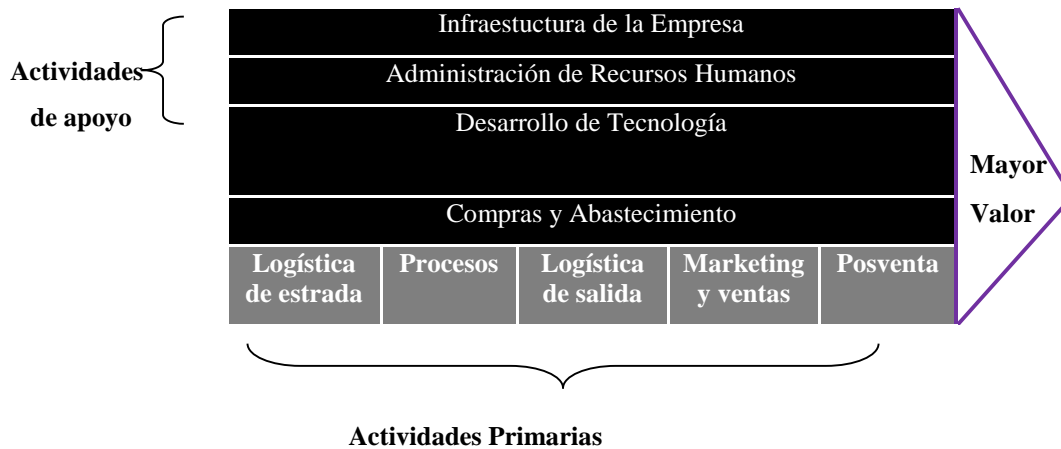 Infraestuctura de la Empresa
Actividades
de apoyo
Administración de Recursos Humanos
Desarrollo de Tecnología
Mayor
Valor
Compras y Abastecimiento
Logística
de estrada
Procesos
Logística
de salida
Marketing
y ventas
Posventa
Actividades Primarias